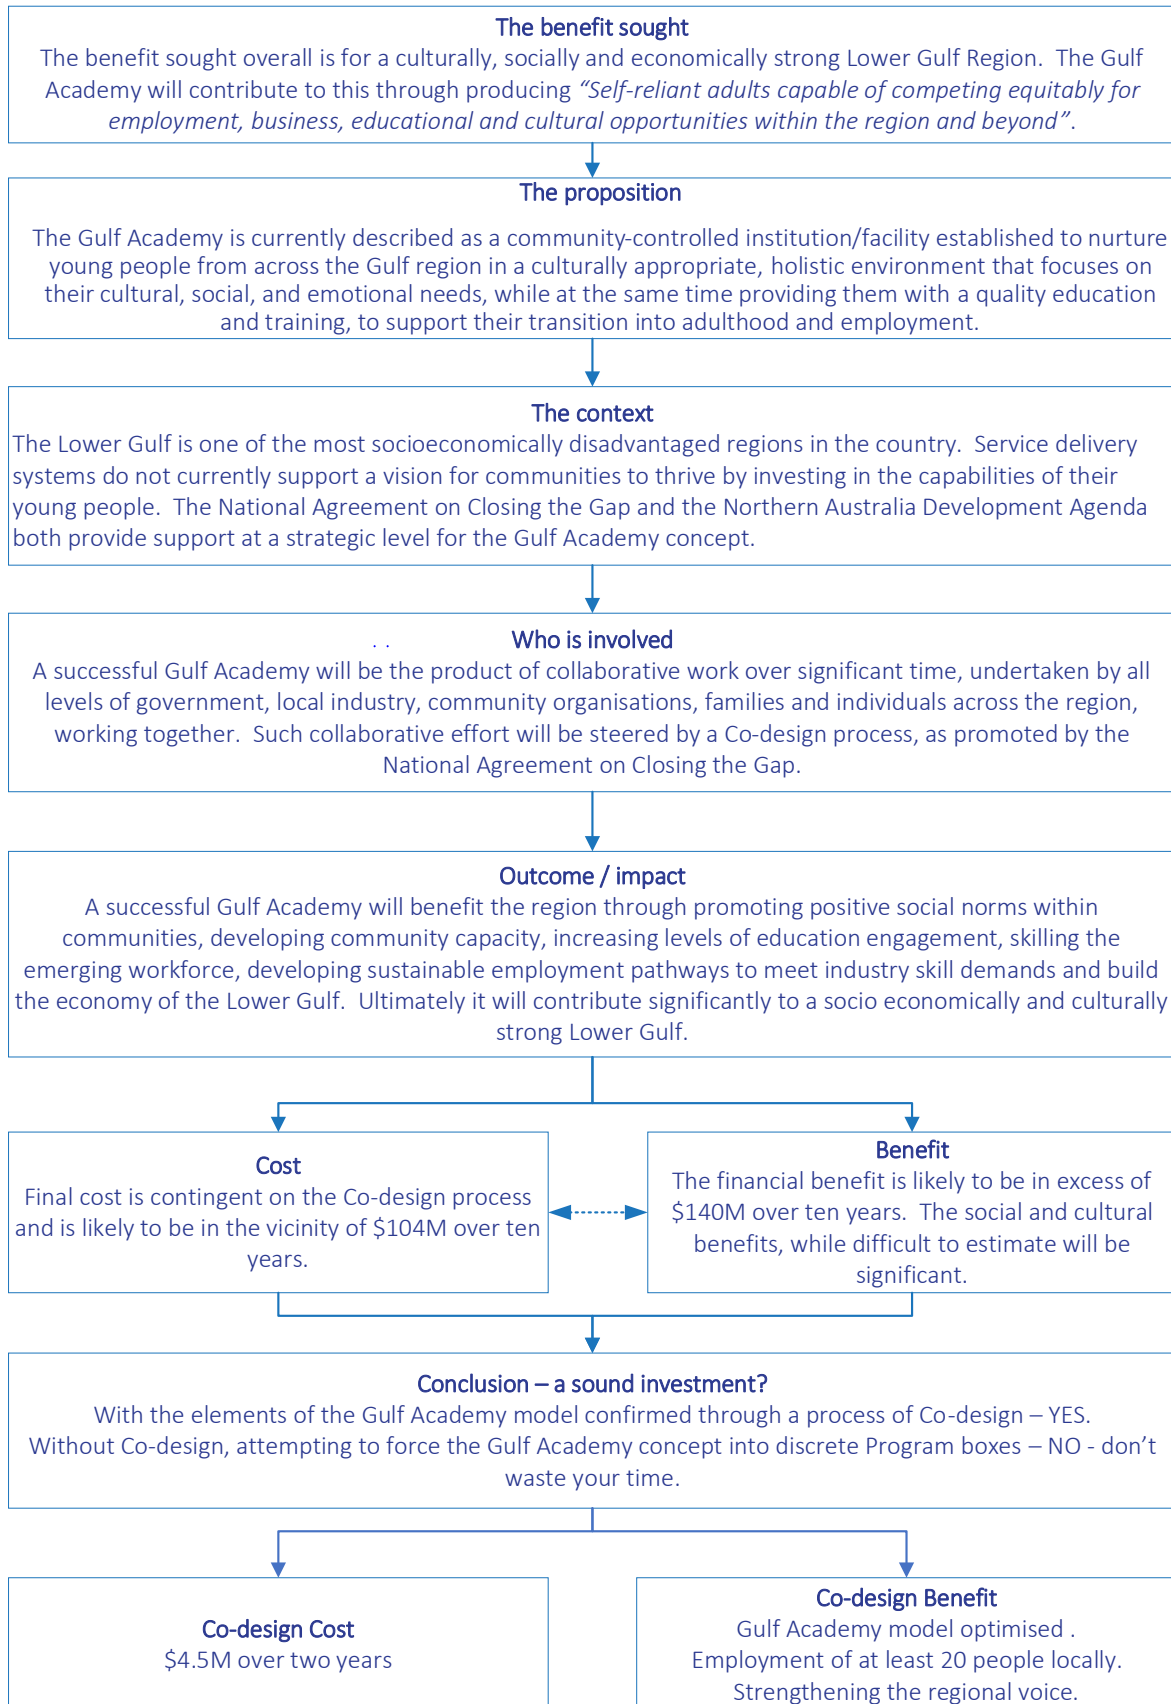 The benefit sought
The benefit sought overall is for a culturally, socially and economically strong Lower Gulf Region.  The Gulf
Academy will contribute to this through producing “Self-reliant adults capable of competing equitably for
employment, business, educational and cultural opportunities within the region and beyond”.
The proposition
The Gulf Academy is currently described as a community-controlled institution/facility established to nurture
young people from across the Gulf region in a culturally appropriate, holistic environment that focuses on
their cultural, social, and emotional needs, while at the same time providing them with a quality education
and training, to support their transition into adulthood and employment.
The context
The Lower Gulf is one of the most socioeconomically disadvantaged regions in the country.  Service delivery
systems do not currently support a vision for communities to thrive by investing in the capabilities of their
young people.  The National Agreement on Closing the Gap and the Northern Australia Development Agenda
both provide support at a strategic level for the Gulf Academy concept.
. .
Who is involved
A successful Gulf Academy will be the product of collaborative work over significant time, undertaken by all
levels of government, local industry, community organisations, families and individuals across the region,
working together.  Such collaborative effort will be steered by a Co-design process, as promoted by the
National Agreement on Closing the Gap.
Outcome / impact
A successful Gulf Academy will benefit the region through promoting positive social norms within
communities, developing community capacity, increasing levels of education engagement, skilling the
emerging workforce, developing sustainable employment pathways to meet industry skill demands and build
the economy of the Lower Gulf.  Ultimately it will contribute significantly to a socio economically and culturally
strong Lower Gulf.
Cost
Final cost is contingent on the Co-design process
and is likely to be in the vicinity of $104M over ten
years.
Benefit
The financial benefit is likely to be in excess of
$140M over ten years.  The social and cultural
benefits, while difficult to estimate will be
significant.
Conclusion – a sound investment?
With the elements of the Gulf Academy model confirmed through a process of Co-design – YES.
Without Co-design, attempting to force the Gulf Academy concept into discrete Program boxes – NO - don’t
waste your time.
Co-design Cost
$4.5M over two years
Co-design Benefit
Gulf Academy model optimised .
Employment of at least 20 people locally.
Strengthening the regional voice.